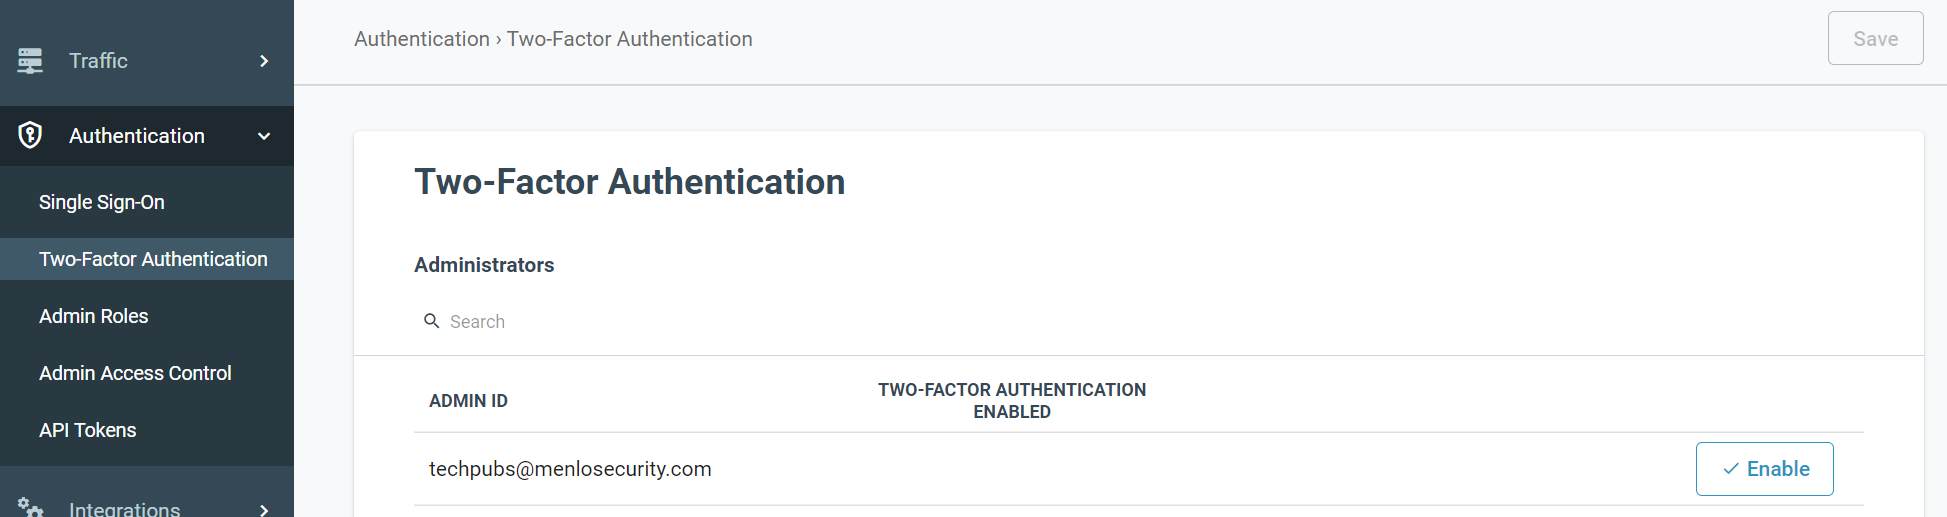 Traffic
Authentication
Single Sign-On
Two-Factor Authentication
Admin Roles
Admin Access Control
API Tokens
Integrations
Authentication › Two-Factor Authentication
Save
Two-Factor Authentication
Administrators
Search
ADMIN ID
TWO-FACTOR AUTHENTICATION
ENABLED
techpubs@menlosecurity.com
Enable